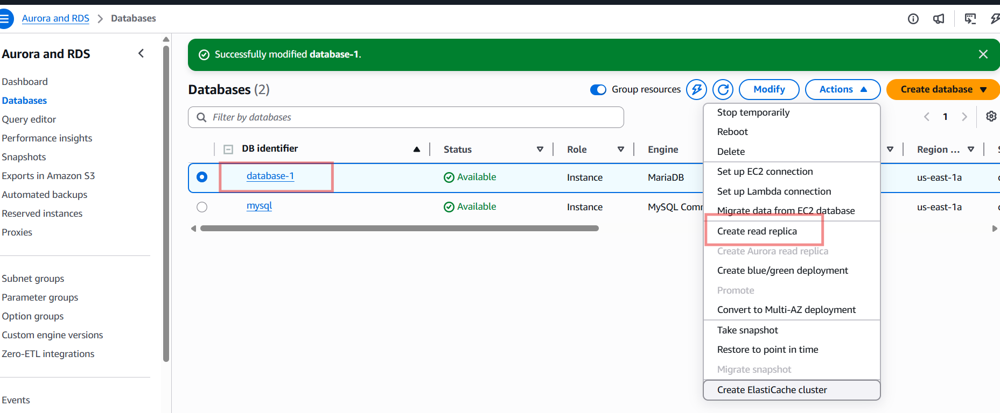 Aurora and RDS > Databases
Aurora and RDS
Dashboard
Databases
Query editor
Performance insights
Snapshots
Exports in Amazon S3
Automated backups
Reserved instances
Proxies
Subnet groups
Parameter groups
Option groups
Custom engine versions
Zero-ETL integrations
Events
Successfully modified database-1.
Databases (2)
Group resources
Modify
Actions
Create database
Filter by databases
1
DB identifier
Status
Role
Engine
Region ...
database-1
Available
Instance
MariaDB
us-east-1a
mysql
Available
Instance
MySQL Com
us-east-1a
Stop temporarily
Reboot
Delete
Set up EC2 connection
Set up Lambda connection
Migrate data from EC2 database
Create read replica
Create Aurora read replica
Create blue/green deployment
Promote
Convert to Multi-AZ deployment
Take snapshot
Restore to point in time
Migrate snapshot
Create ElastiCache cluster